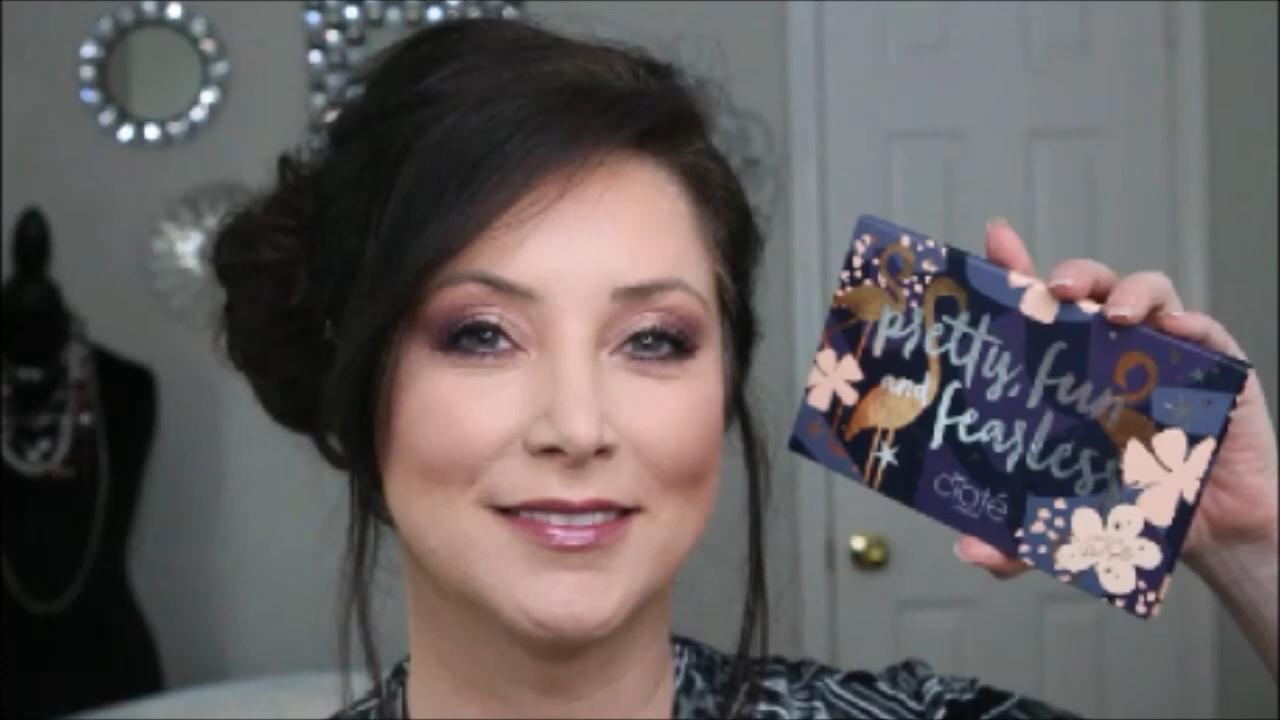 pretty, fun
and
fearless
ciaté